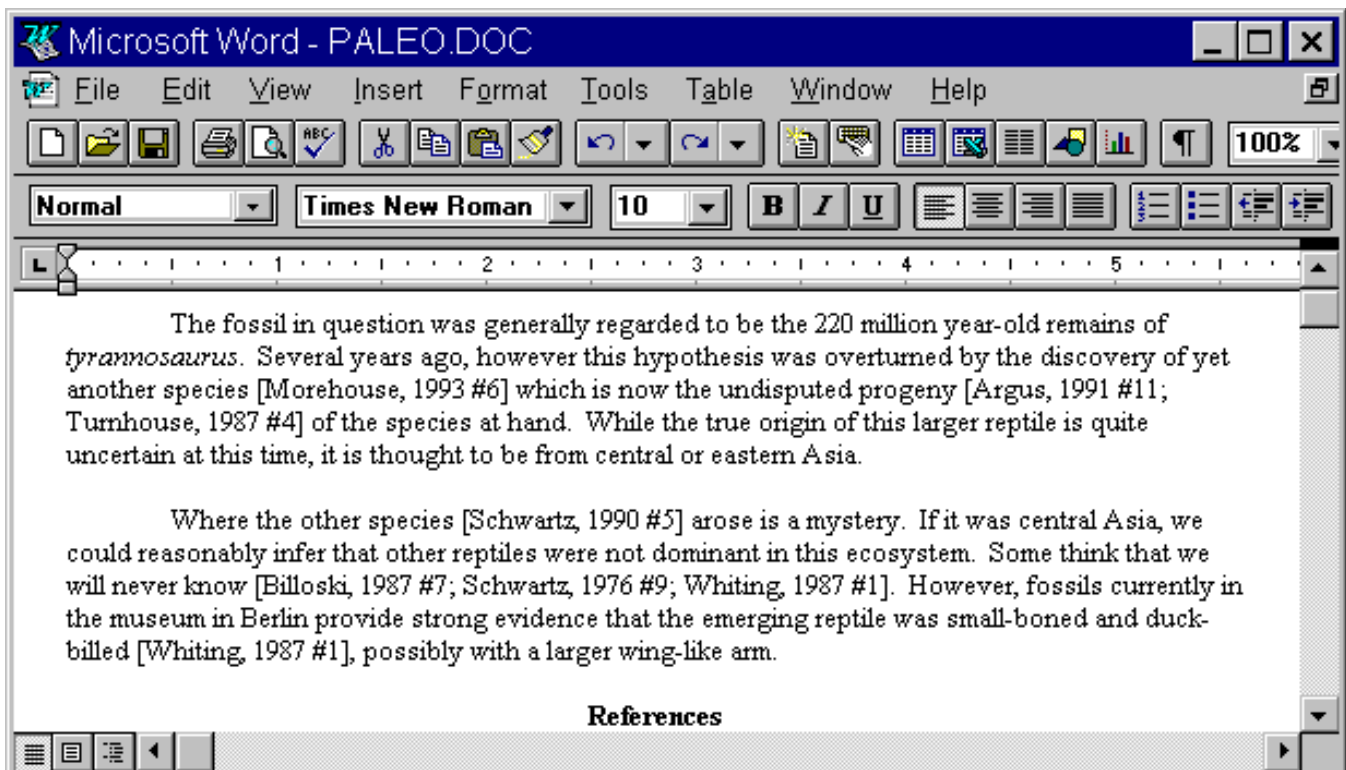 Microsoft Word - PALEO.DOC
File Edit View Insert Format Tools Table Window Help
ABC 100%
Normal Times New Roman 10 B I U
1 2 3 4 5
The fossil in question was generally regarded to be the 220 million year-old remains of
tyrannosaurus. Several years ago, however this hypothesis was overturned by the discovery of yet
another species [Morehouse, 1993 #6] which is now the undisputed progeny [Argus, 1991 #11;
Turnhouse, 1987 #4] of the species at hand. While the true origin of this larger reptile is quite
uncertain at this time, it is thought to be from central or eastern Asia.
Where the other species [Schwartz, 1990 #5] arose is a mystery. If it was central Asia, we
could reasonably infer that other reptiles were not dominant in this ecosystem. Some think that we
will never know [Billoski, 1987 #7; Schwartz, 1976 #9; Whiting, 1987 #1]. However, fossils currently in
the museum in Berlin provide strong evidence that the emerging reptile was small-boned and duck-
billed [Whiting, 1987 #1], possibly with a larger wing-like arm.
References